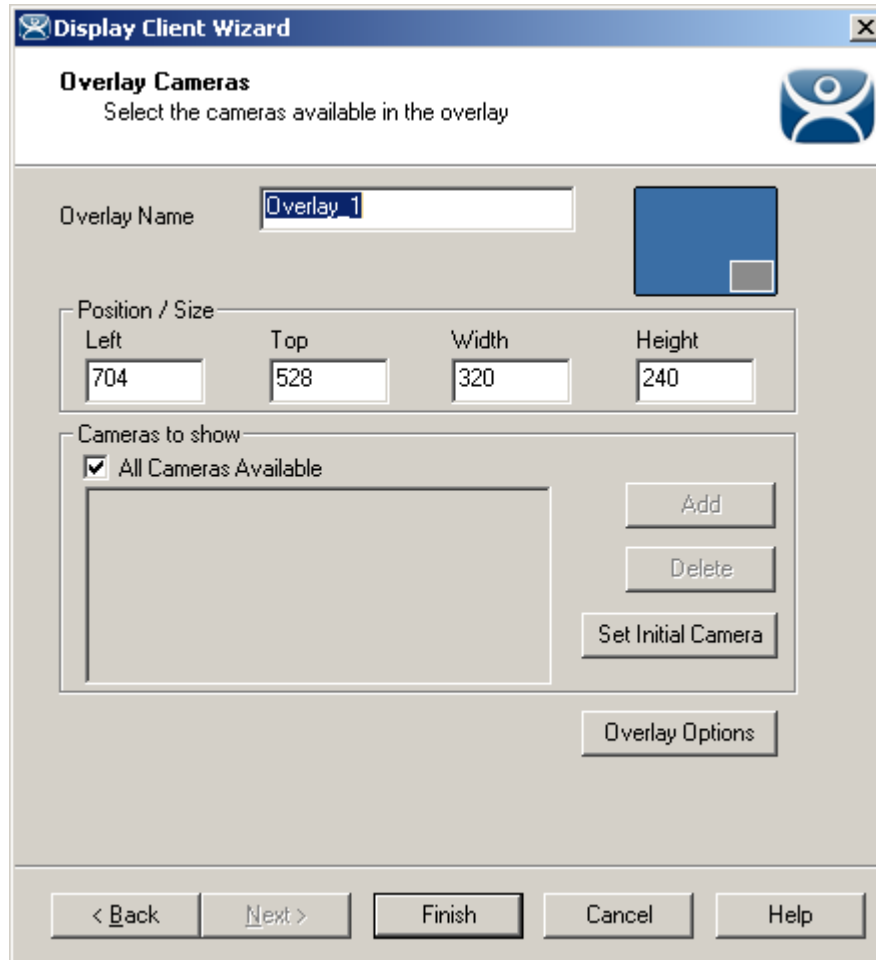 Display Client Wizard
Overlay Cameras
Select the cameras available in the overlay
Overlay Name
Overlay_1
Position / Size
Left Top Width Height
704 528 320 240
Cameras to show
All Cameras Available
Add
Delete
Set Initial Camera
Overlay Options
< Back Next > Finish Cancel Help